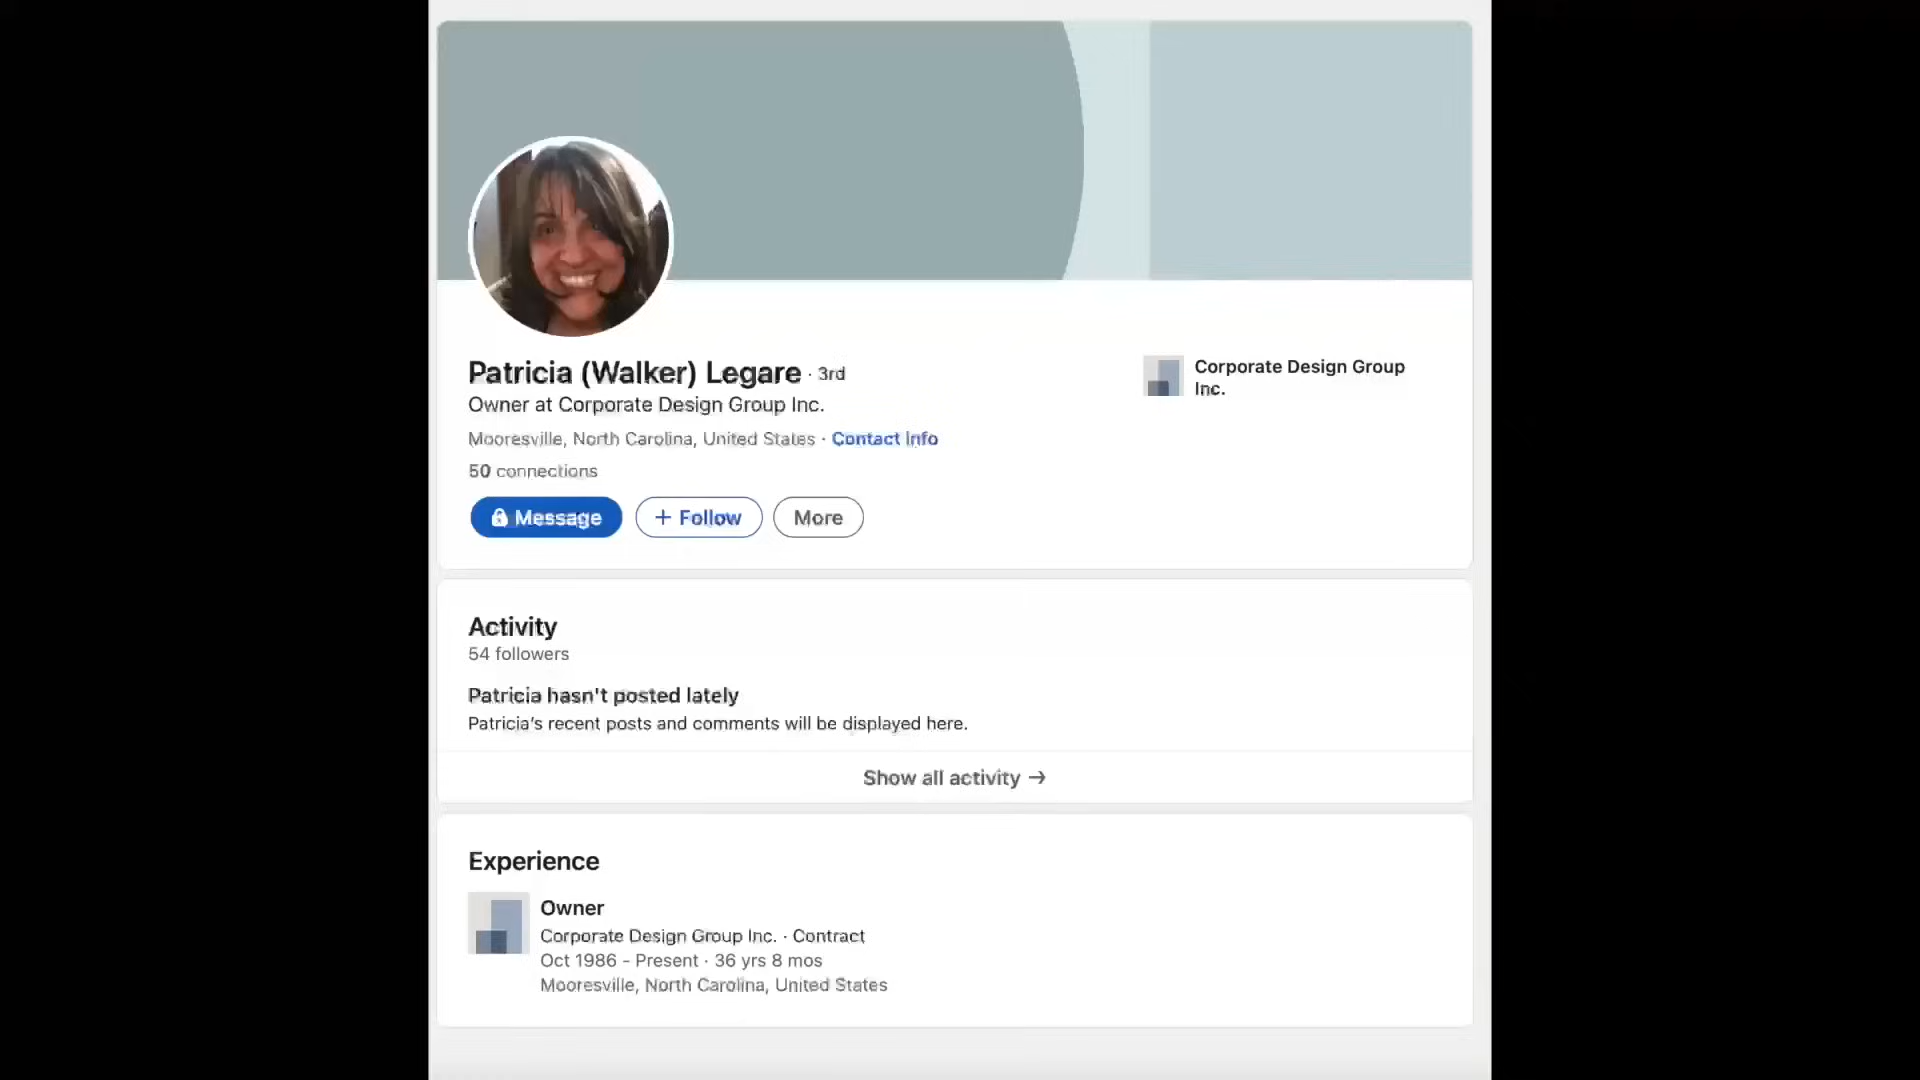 Patricia (Walker) Legare · 3rd
Owner at Corporate Design Group Inc.
Mooresville, North Carolina, United States · Contact Info
50 connections
Message
+ Follow
More
Corporate Design Group
Inc.
Activity
54 followers
Patricia hasn't posted lately
Patricia’s recent posts and comments will be displayed here.
Show all activity →
Experience
Owner
Corporate Design Group Inc. · Contract
Oct 1986 - Present · 36 yrs 8 mos
Mooresville, North Carolina, United States